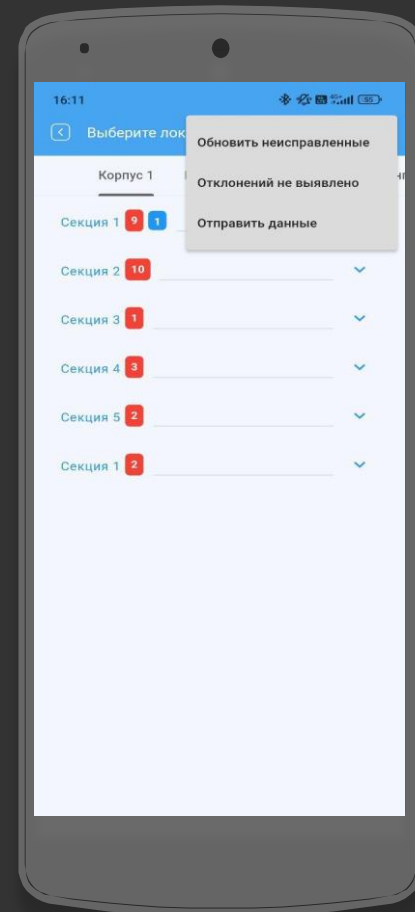 16:11
55
Выберите лок
Обновить неисправленные
Отклонений не выявлено
Отправить данные
Корпус 1
Секция 1 9 1
Секция 2 10
Секция 3 1
Секция 4 3
Секция 5 2
Секция 1 2